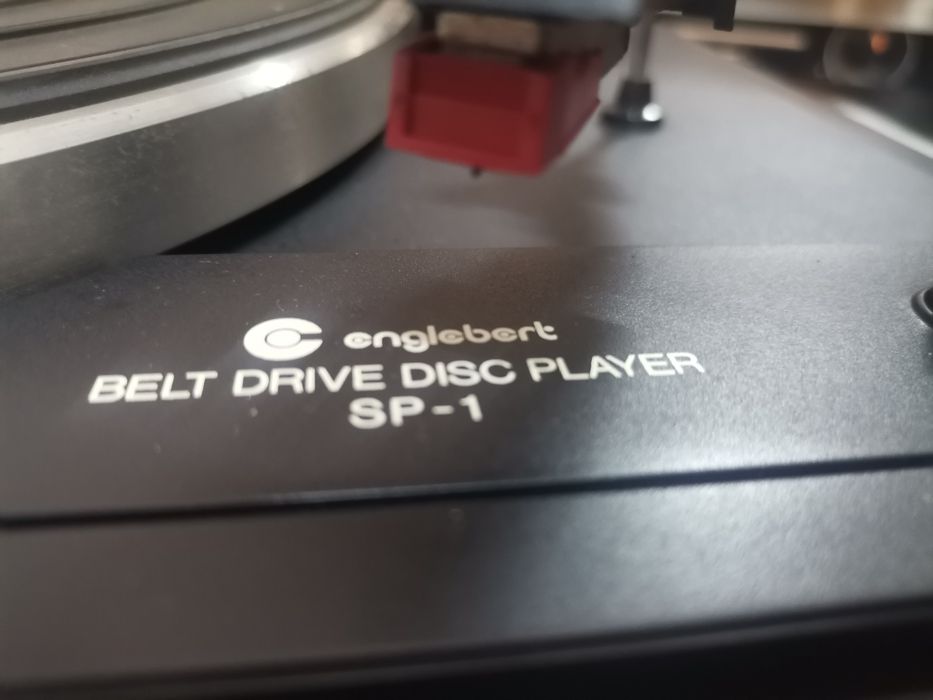 englebert
BELT DRIVE DISC PLAYER
SP-1